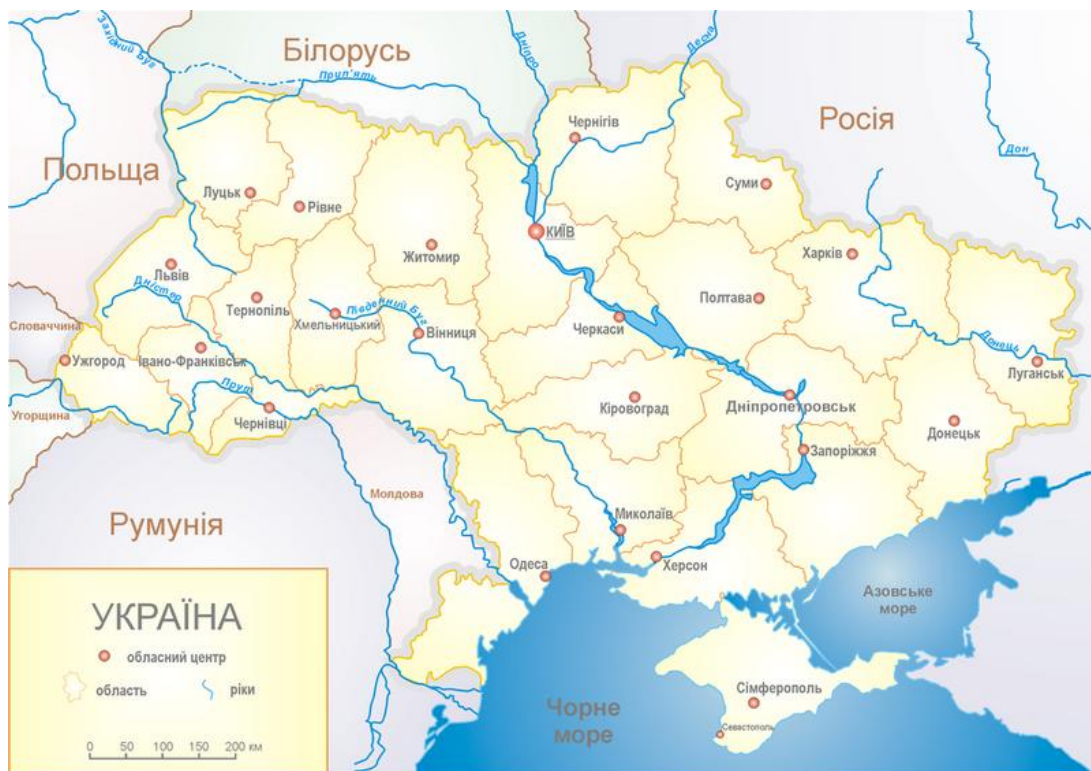 Західний Буг
Білорусь
Прип'ять
Дніпро
Десна
Чернігів
Росія
Дон
Польща
Луцьк
Рівне
Суми
КИЇВ
Житомир
Харків
Львів
Дністер
Тернопіль
Південний Буг
Хмельницький
Вінниця
Черкаси
Полтава
Словаччина
Ужгород
Івано-Франківськ
Донець
Луганськ
Прут
Угорщина
Чернівці
Кіровоград
Дніпропетровськ
Донецьк
Запоріжжя
Молдова
Румунія
Миколаїв
Одеса
Херсон
Азовське
море
УКРАЇНА
обласний центр
область
ріки
0 50 100 150 200 км
Чорне
море
Сімферополь
Севастополь